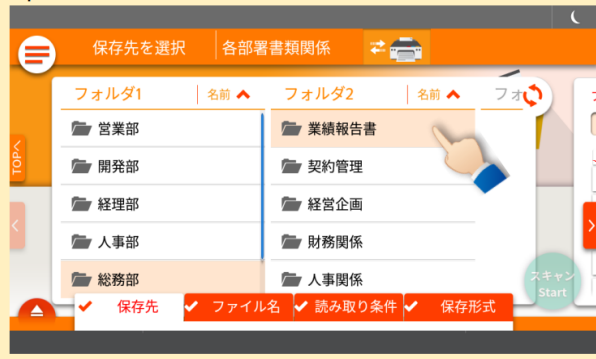 保存先を選択 各部署書類関係
フォルダ1 名前 フォルダ2 名前 フォ
営業部 業績報告書
開発部 契約管理
経理部 経営企画
人事部 財務関係
総務部 人事関係
TOPへ
スキャン
Start
保存先 ファイル名 読み取り条件 保存形式